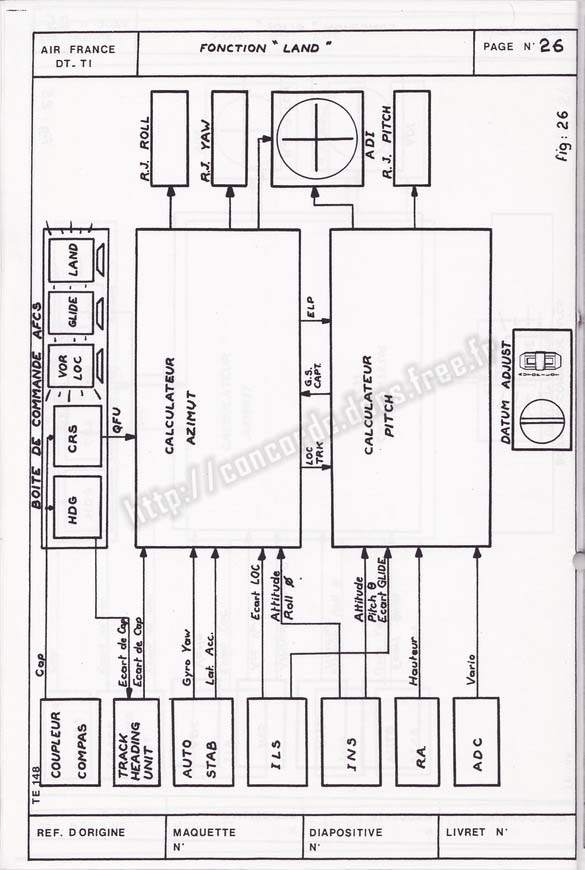 AIR FRANCE
DT-TI
FONCTION "LAND"
PAGE N° 26
fig: 26
R.J. ROLL
R.J. YAW
ADI
R.J. PITCH
BOITE DE COMMANDE AFCS
HDG
CRS
VOR
LOC
GLIDE
LAND
QFU
CALCULATEUR
AZIMUT
LOC
TRK
G.S.
CAPT.
ELP
CALCULATEUR
PITCH
DATUM ADJUST
http://concorde.durs.free.fr
Cap
Ecart de Cap
Ecart de Cap
Gyro Yaw
Lat. Acc.
Ecart LOC
Attitude
Roll Ø
Attitude
Pitch θ
Ecart GLIDE
Hauteur
Vario
COUPLEUR
COMPAS
TRACK
HEADING
UNIT
AUTO
STAB
ILS
INS
RA
ADC
TE 148
REF. D'ORIGINE
MAQUETTE
N°
DIAPOSITIVE
N°
LIVRET N°